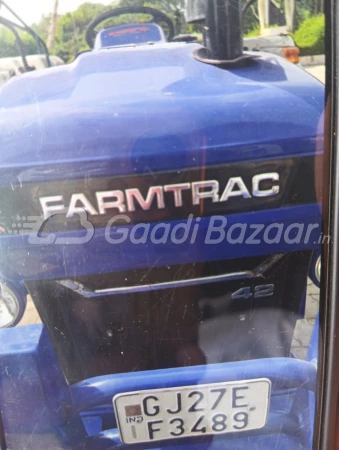 FARMTRAC
GaadiBazaar.in
42
IND
GJ27E
F3489